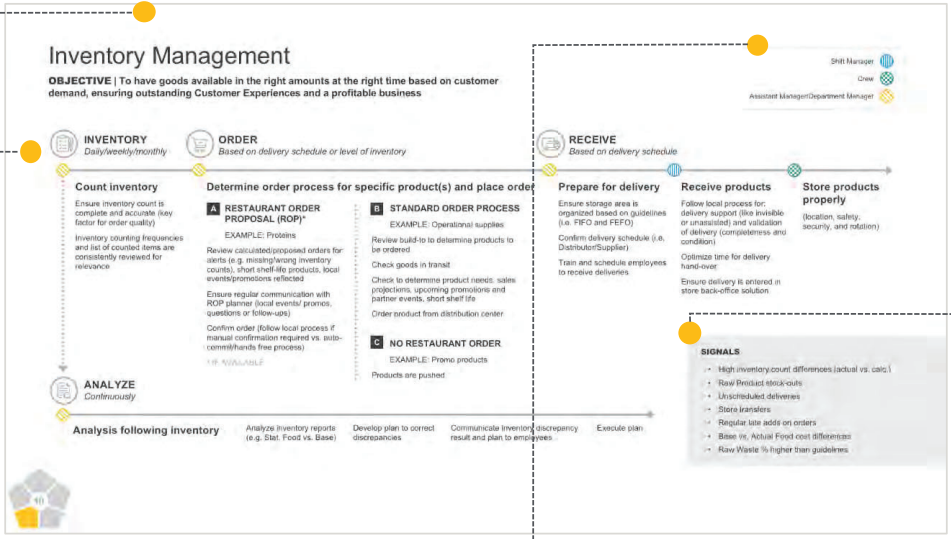 Inventory Management
OBJECTIVE | To have goods available in the right amounts at the right time based on customer
demand, ensuring outstanding Customer Experiences and a profitable business
Shift Manager
Crew
Assistant Manager/Department Manager
INVENTORY
Daily/weekly/monthly
Count inventory
Ensure inventory count is
complete and accurate (key
factor for order quality)
Inventory counting frequencies
and list of counted items are
consistently reviewed for
relevance
ORDER
Based on delivery schedule or level of inventory
Determine order process for specific product(s) and place order
A RESTAURANT ORDER
PROPOSAL (ROP)*
EXAMPLE: Proteins
Review calculated/proposed orders for
alerts (e.g. missing/wrong inventory
counts), short shelf-life products, local
events/promotions reflected
Ensure regular communication with
ROP planner (local events/ promos,
questions or follow-ups)
Confirm order (follow local process if
manual confirmation required vs. auto-
commit/hands free process)
* IF AVAILABLE
B STANDARD ORDER PROCESS
EXAMPLE: Operational supplies
Review build-to to determine products to
be ordered
Check goods in transit
Check to determine product needs, sales
projections, upcoming promotions and
partner events, short shelf life
Order product from distribution center
C NO RESTAURANT ORDER
EXAMPLE: Promo products
Products are pushed
RECEIVE
Based on delivery schedule
Prepare for delivery
Ensure storage area is
organized based on guidelines
(i.e. FIFO and FEFO)
Confirm delivery schedule (i.e.
Distributor/Supplier)
Train and schedule employees
to receive deliveries
Receive products
Follow local process for:
delivery support (like invisible
or unassisted) and validation
of delivery (completeness and
condition)
Optimize time for delivery
hand-over
Ensure delivery is entered in
store back-office solution
Store products
properly
(location, safety,
security, and rotation)
ANALYZE
Continuously
Analysis following inventory
Analyze inventory reports
(e.g. Stat. Food vs. Base)
Develop plan to correct
discrepancies
Communicate inventory discrepancy
result and plan to employees
Execute plan
SIGNALS
• High inventory count differences (actual vs. calc.)
• Raw Product stock-outs
• Unscheduled deliveries
• Store transfers
• Regular late adds on orders
• Base vs. Actual Food cost differences
• Raw Waste % higher than guidelines
10